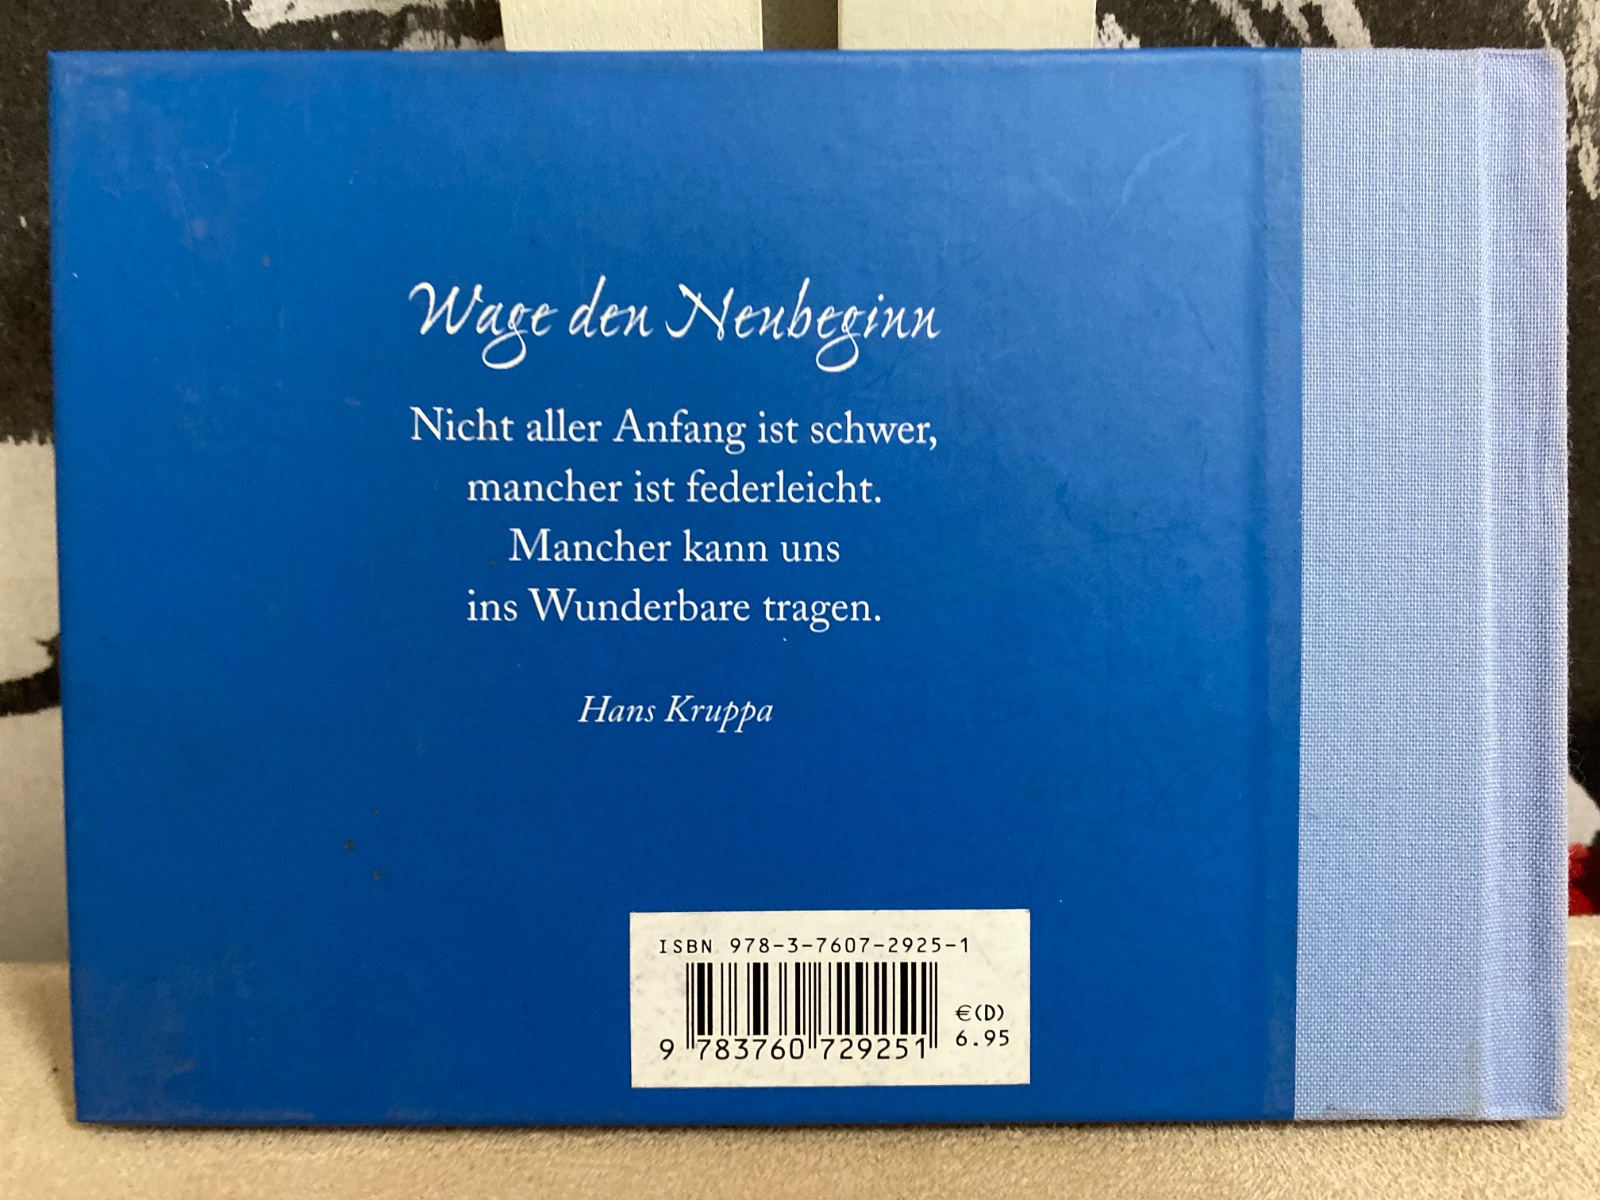 Wage den Neubeginn
Nicht aller Anfang ist schwer,
mancher ist federleicht.
Mancher kann uns
ins Wunderbare tragen.
Hans Kruppa
ISBN 978-3-7607-2925-1
€(D)
6.95
9 783760 729251